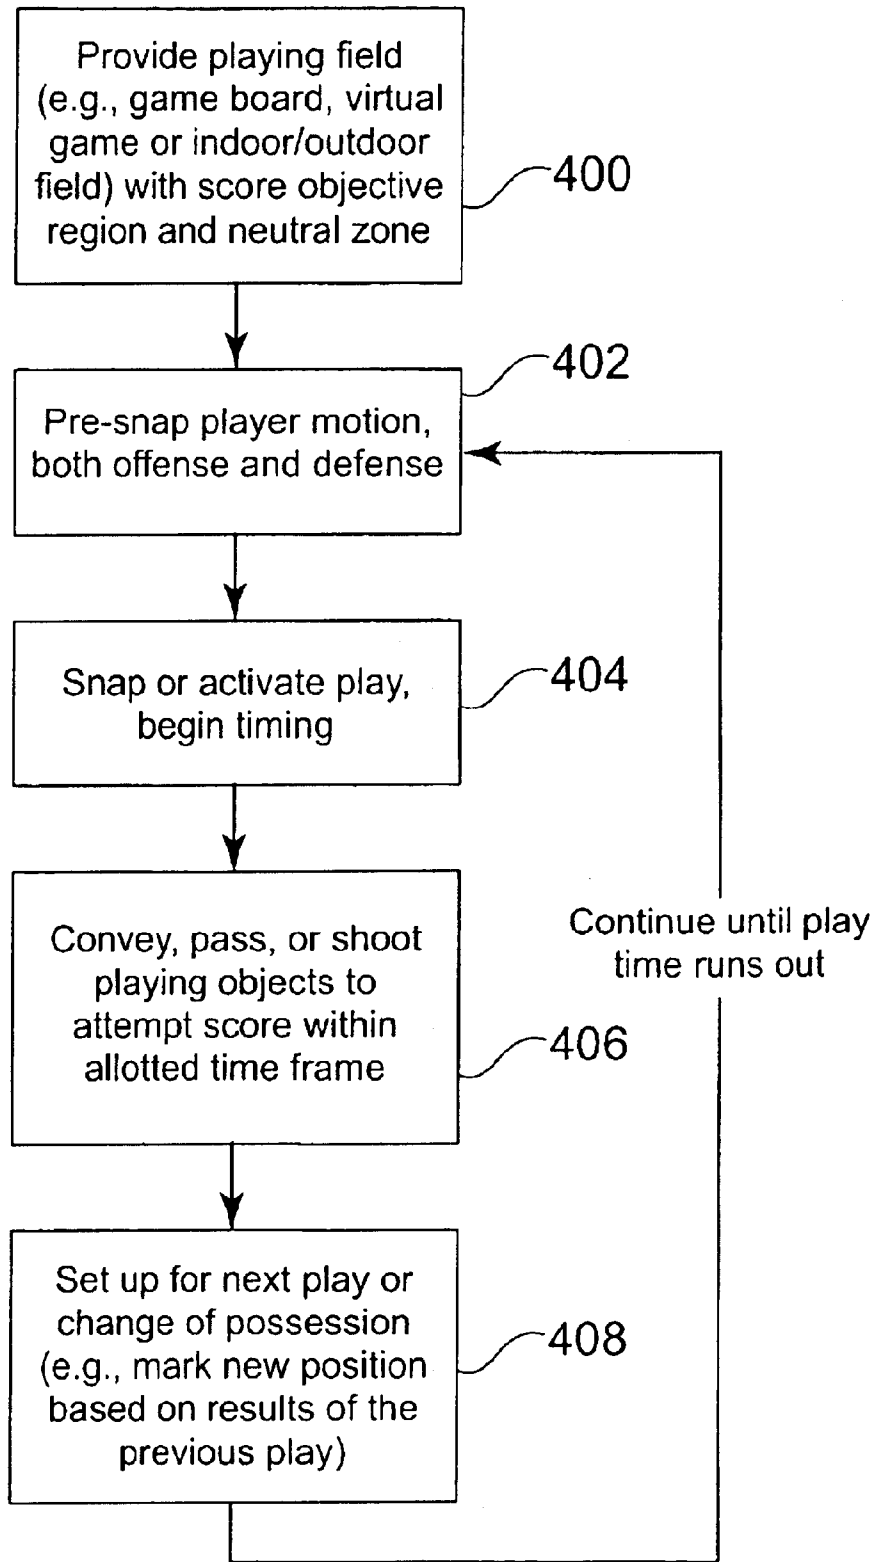 Provide playing field
(e.g., game board, virtual
game or indoor/outdoor
field) with score objective
region and neutral zone
400
402
Pre-snap player motion,
both offense and defense
404
Snap or activate play,
begin timing
Continue until play
time runs out
Convey, pass, or shoot
playing objects to
attempt score within
allotted time frame
406
Set up for next play or
change of possession
(e.g., mark new position
based on results of the
previous play)
408